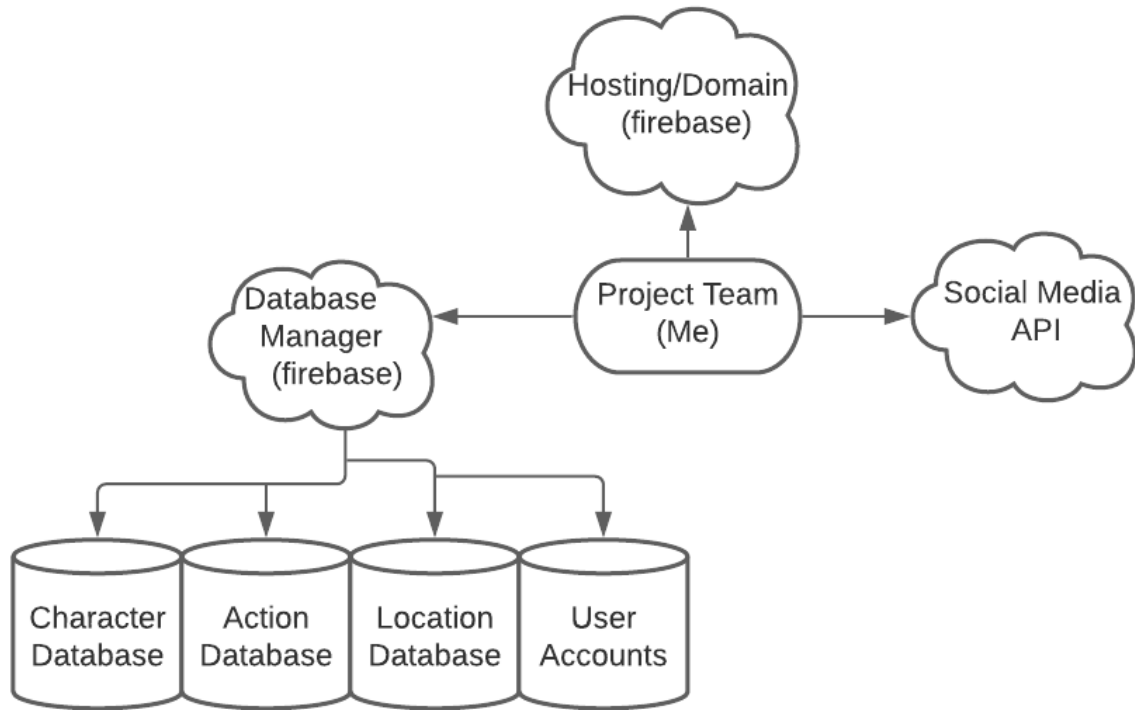 Hosting/Domain
(firebase)
Project Team
(Me)
Social Media
API
Database
Manager
(firebase)
Character
Database
Action
Database
Location
Database
User
Accounts